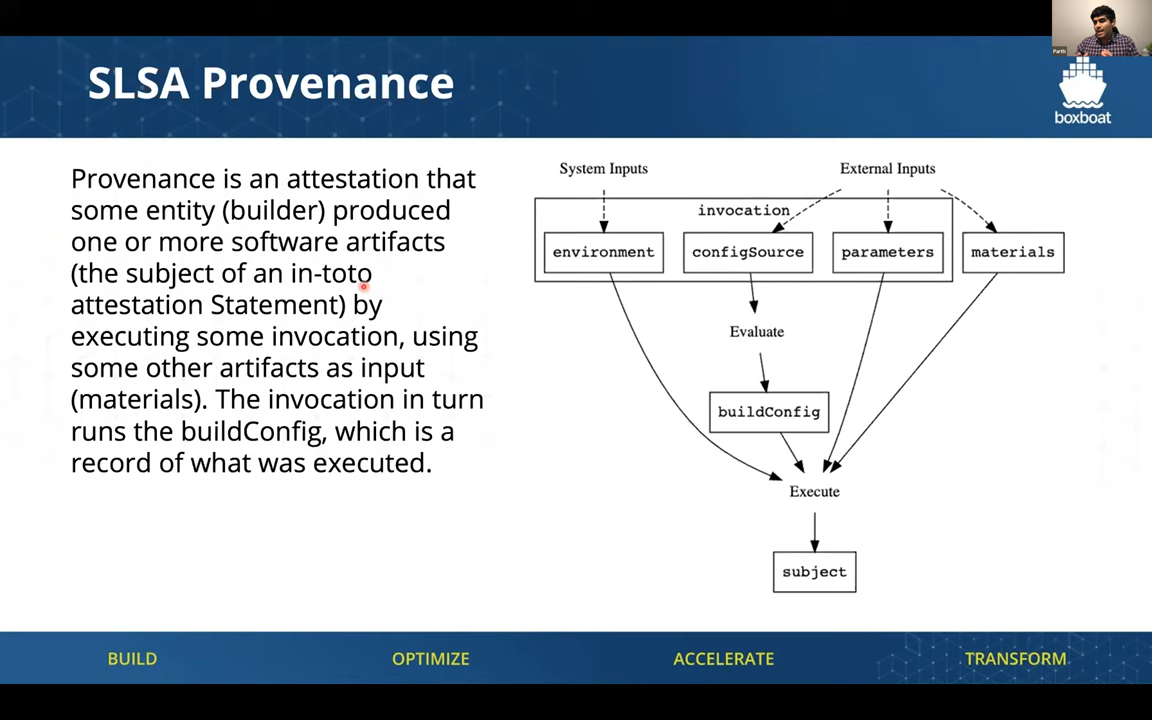 Parth
boxboat
SLSA Provenance
Provenance is an attestation that
some entity (builder) produced
one or more software artifacts
(the subject of an in-toto
attestation Statement) by
executing some invocation, using
some other artifacts as input
(materials). The invocation in turn
runs the buildConfig, which is a
record of what was executed.
System Inputs
External Inputs
invocation
environment
configSource
parameters
materials
Evaluate
buildConfig
Execute
subject
BUILD
OPTIMIZE
ACCELERATE
TRANSFORM